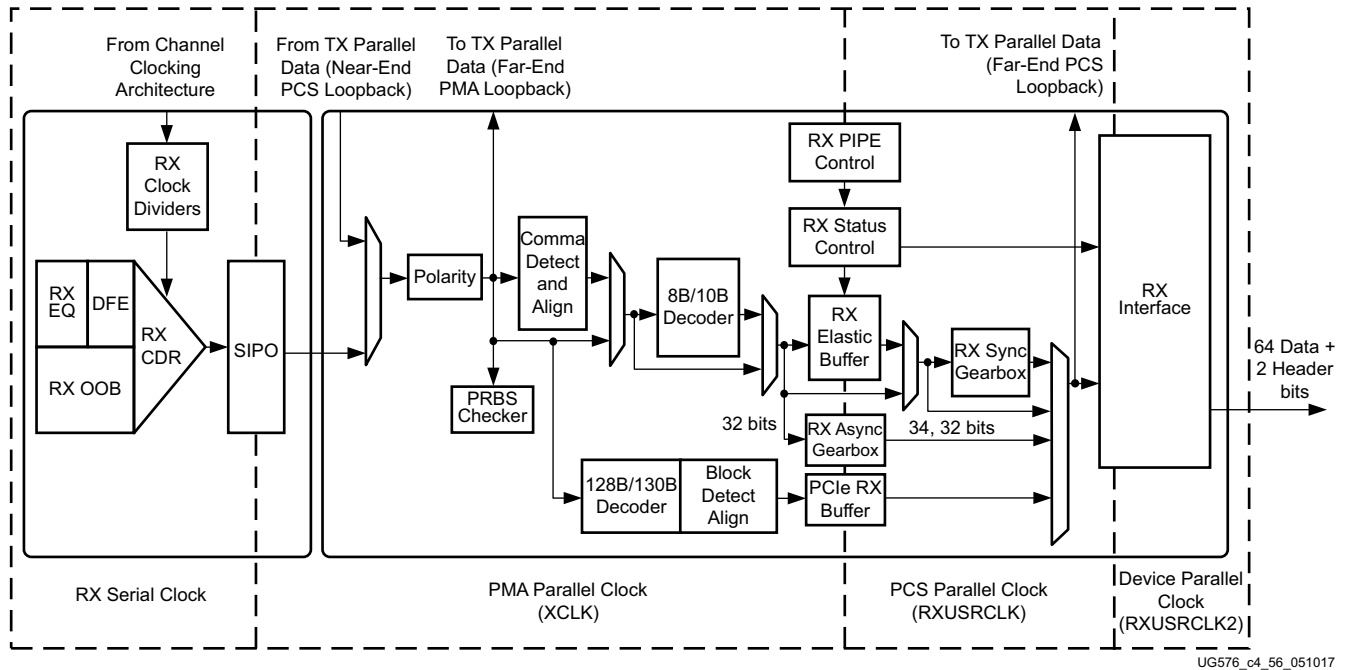 From Channel
Clocking
Architecture
From TX Parallel
Data (Near-End
PCS Loopback)
To TX Parallel
Data (Far-End
PMA Loopback)
To TX Parallel Data
(Far-End PCS
Loopback)
RX
Clock
Dividers
RX
EQ
DFE
RX
CDR
RX OOB
SIPO
Polarity
Comma
Detect
and
Align
PRBS
Checker
8B/10B
Decoder
RX PIPE
Control
RX Status
Control
RX
Elastic
Buffer
RX Sync
Gearbox
RX
Interface
64 Data +
2 Header
bits
32 bits
RX Async
Gearbox
34, 32 bits
128B/130B
Decoder
Block
Detect
Align
PCIe RX
Buffer
RX Serial Clock
PMA Parallel Clock
(XCLK)
PCS Parallel Clock
(RXUSRCLK)
Device Parallel
Clock
(RXUSRCLK2)
UG576_c4_56_051017